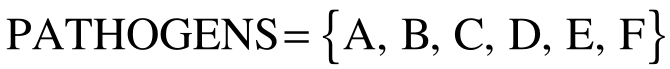 PATHOGENS= {A, B, C, D, E, F}